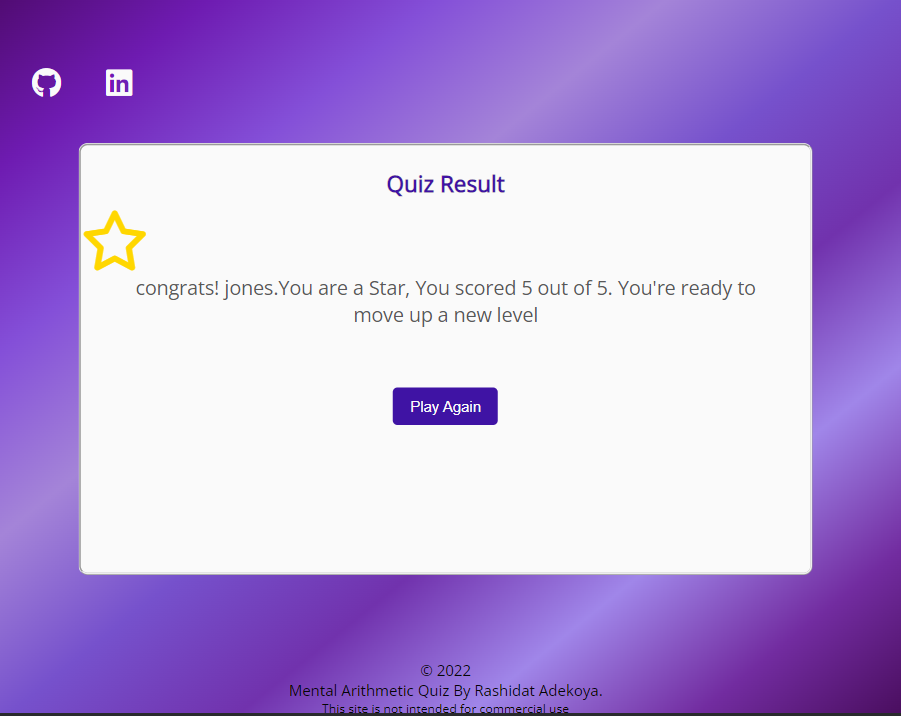 Quiz Result
congrats! jones.You are a Star, You scored 5 out of 5. You're ready to
move up a new level
Play Again
© 2022
Mental Arithmetic Quiz By Rashidat Adekoya.
This site is not intended for commercial use